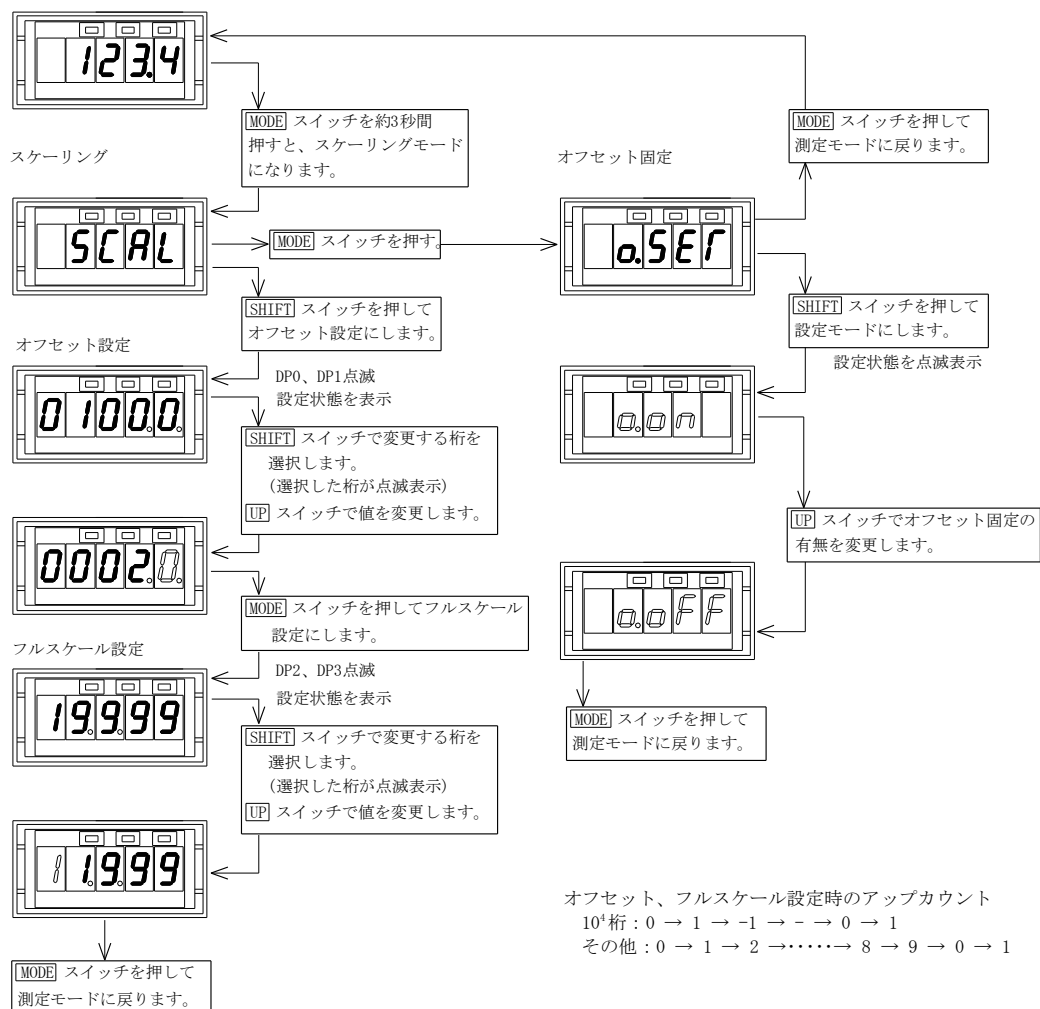 123.4
MODE スイッチを約3秒間
押すと、スケーリングモード
になります。
スケーリング
SCAL
MODE スイッチを押す。
SHIFT スイッチを押して
オフセット設定にします。
オフセット設定
DP0、DP1点滅
設定状態を表示
0100.0.
SHIFT スイッチで変更する桁を
選択します。
(選択した桁が点滅表示)
UP スイッチで値を変更します。
0002.0.
MODE スイッチを押してフルスケール
設定にします。
フルスケール設定
DP2、DP3点滅
設定状態を表示
19.9.99
SHIFT スイッチで変更する桁を
選択します。
(選択した桁が点滅表示)
UP スイッチで値を変更します。
11.9.99
MODE スイッチを押して
測定モードに戻ります。
MODE スイッチを押して
測定モードに戻ります。
オフセット固定
o.SET
SHIFT スイッチを押して
設定モードにします。
設定状態を点滅表示
o.on
UP スイッチでオフセット固定の
有無を変更します。
o.oFF
MODE スイッチを押して
測定モードに戻ります。
オフセット、フルスケール設定時のアップカウント
10⁴桁：0 → 1 → -1 → - → 0 → 1
その他：0 → 1 → 2 →‥‥‥→ 8 → 9 → 0 → 1